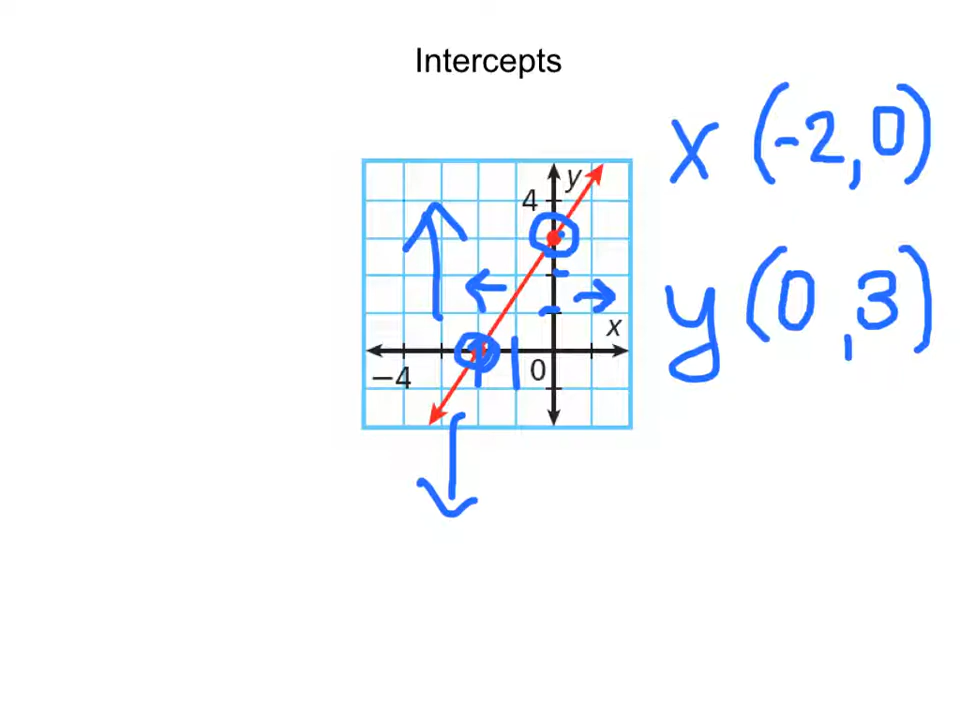 Intercepts
x (-2,0)
y
4
y (0,3)
x
−4
0